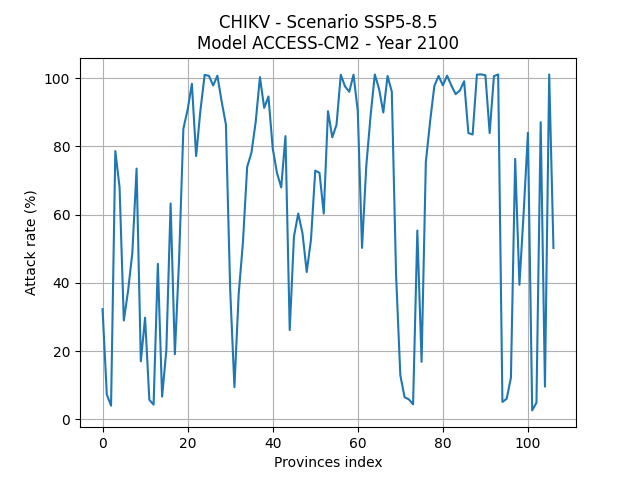 CHIKV - Scenario SSP5-8.5
Model ACCESS-CM2 - Year 2100
100
80
60
40
20
0
Attack rate (%)
0 20 40 60 80 100
Provinces index